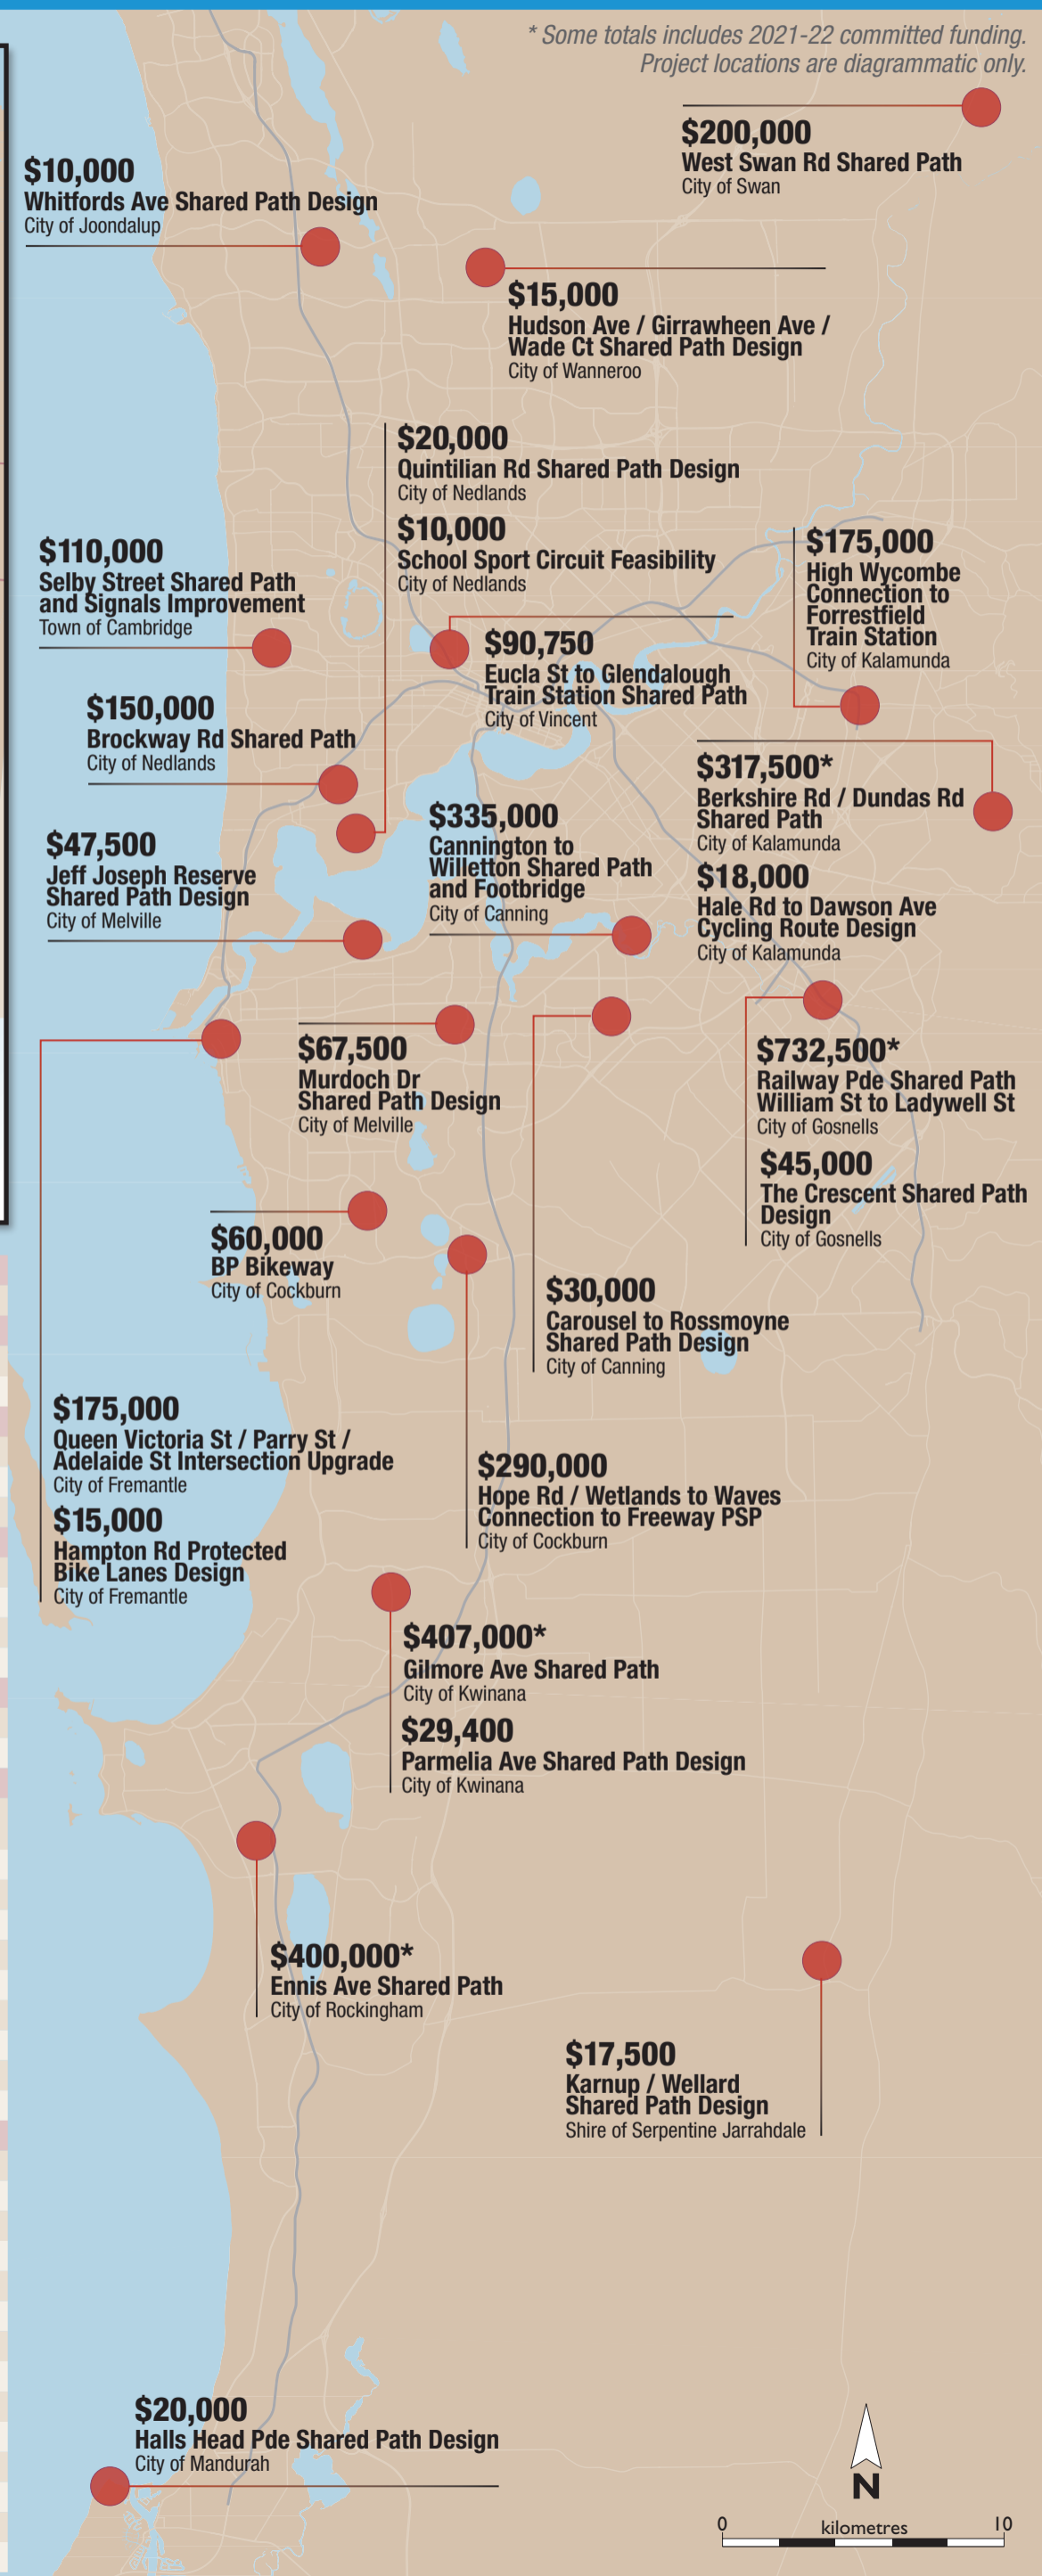 * Some totals includes 2021-22 committed funding.
Project locations are diagrammatic only.
$200,000
West Swan Rd Shared Path
City of Swan
$10,000
Whitfords Ave Shared Path Design
City of Joondalup
$15,000
Hudson Ave / Girrawheen Ave /
Wade Ct Shared Path Design
City of Wanneroo
$20,000
Quintilian Rd Shared Path Design
City of Nedlands
$10,000
School Sport Circuit Feasibility
City of Nedlands
$110,000
Selby Street Shared Path
and Signals Improvement
Town of Cambridge
$175,000
High Wycombe
Connection to
Forrestfield
Train Station
City of Kalamunda
$90,750
Eucla St to Glendalough
Train Station Shared Path
City of Vincent
$150,000
Brockway Rd Shared Path
City of Nedlands
$317,500*
Berkshire Rd / Dundas Rd
Shared Path
City of Kalamunda
$18,000
Hale Rd to Dawson Ave
Cycling Route Design
City of Kalamunda
$335,000
Cannington to
Willetton Shared Path
and Footbridge
City of Canning
$47,500
Jeff Joseph Reserve
Shared Path Design
City of Melville
$67,500
Murdoch Dr
Shared Path Design
City of Melville
$732,500*
Railway Pde Shared Path
William St to Ladywell St
City of Gosnells
$45,000
The Crescent Shared Path
Design
City of Gosnells
$60,000
BP Bikeway
City of Cockburn
$30,000
Carousel to Rossmoyne
Shared Path Design
City of Canning
$175,000
Queen Victoria St / Parry St /
Adelaide St Intersection Upgrade
City of Fremantle
$15,000
Hampton Rd Protected
Bike Lanes Design
City of Fremantle
$290,000
Hope Rd / Wetlands to Waves
Connection to Freeway PSP
City of Cockburn
$407,000*
Gilmore Ave Shared Path
City of Kwinana
$29,400
Parmelia Ave Shared Path Design
City of Kwinana
$400,000*
Ennis Ave Shared Path
City of Rockingham
$17,500
Karnup / Wellard
Shared Path Design
Shire of Serpentine Jarrahdale
$20,000
Halls Head Pde Shared Path Design
City of Mandurah
N
0 kilometres 10